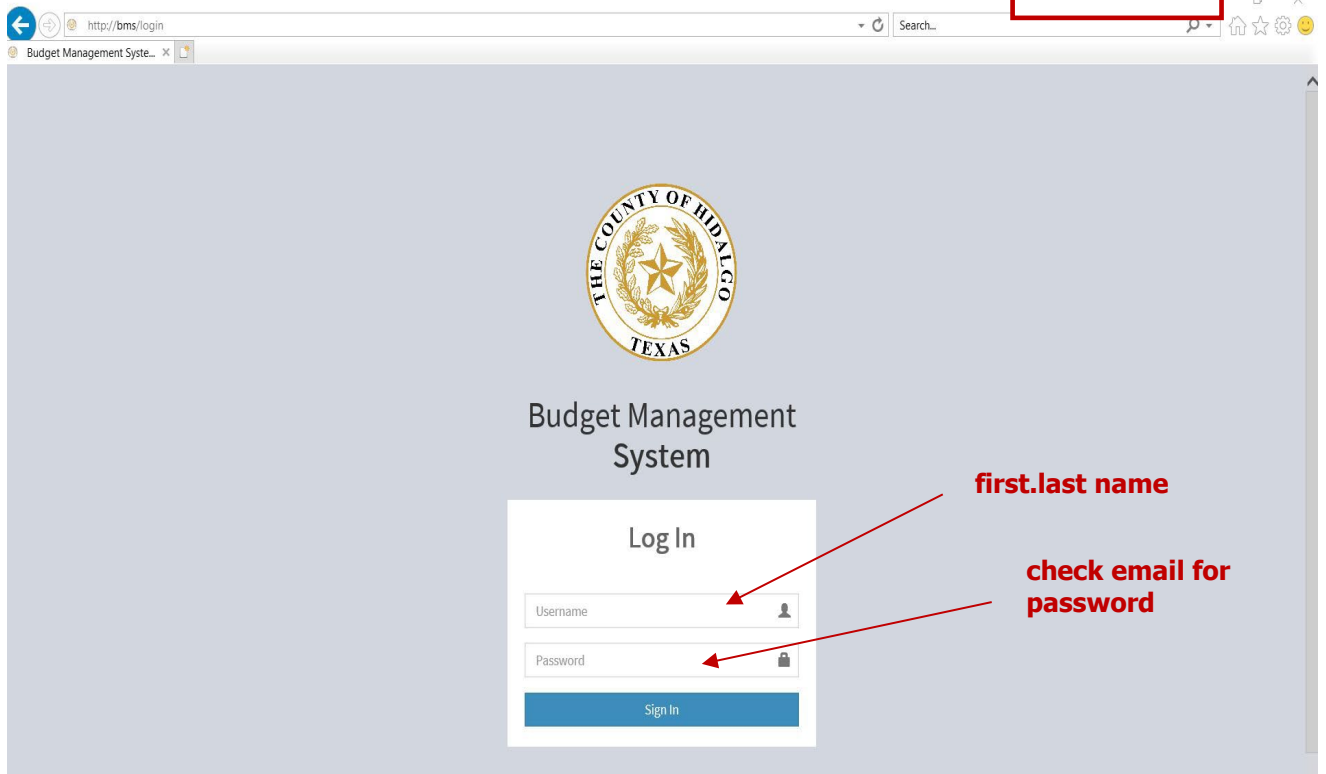 http://bms/login
Search...
Budget Management Syste...
THE COUNTY OF HIDALGO
TEXAS
Budget Management
System
first.last name
Log In
check email for
password
Username
Password
Sign In